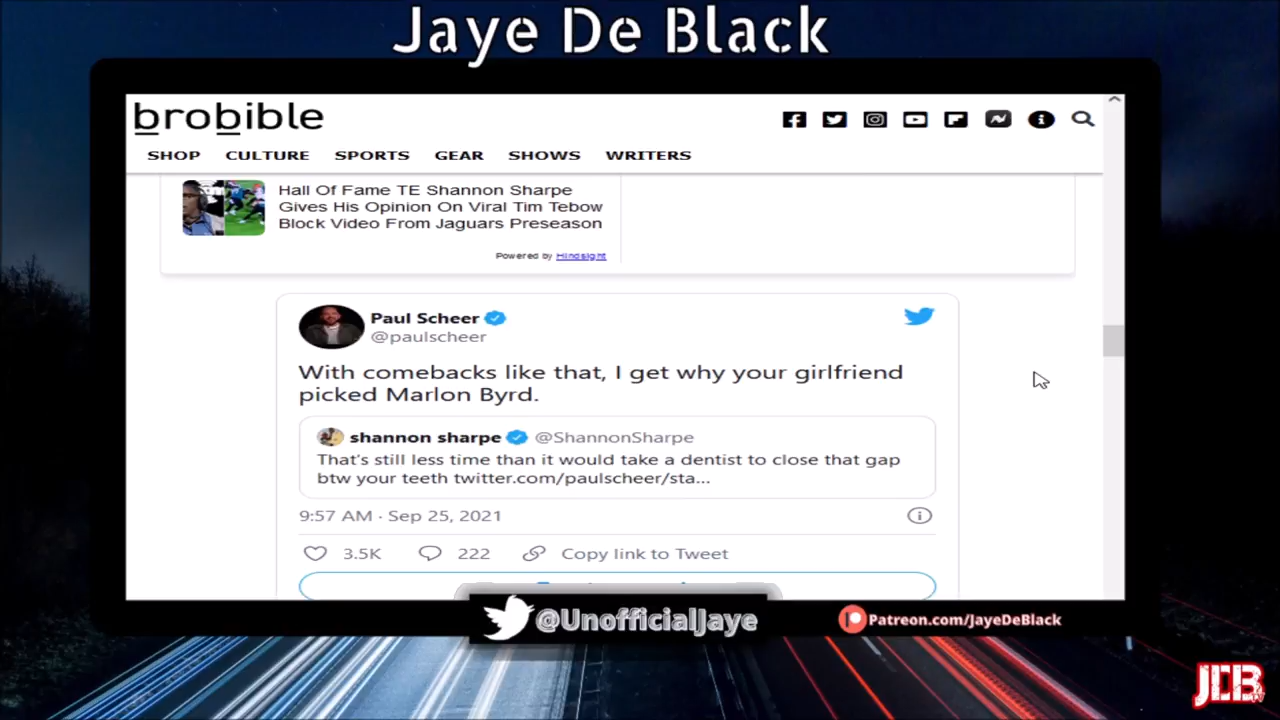 Jaye De Black
brobible
SHOP CULTURE SPORTS GEAR SHOWS WRITERS
Hall Of Fame TE Shannon Sharpe
Gives His Opinion On Viral Tim Tebow
Block Video From Jaguars Preseason
Powered by Hindsight
Paul Scheer
@paulscheer
With comebacks like that, I get why your girlfriend
picked Marlon Byrd.
shannon sharpe @ShannonSharpe
That's still less time than it would take a dentist to close that gap
btw your teeth twitter.com/paulscheer/sta...
9:57 AM · Sep 25, 2021
3.5K 222 Copy link to Tweet
@UnofficialJaye
Patreon.com/JayeDeBlack